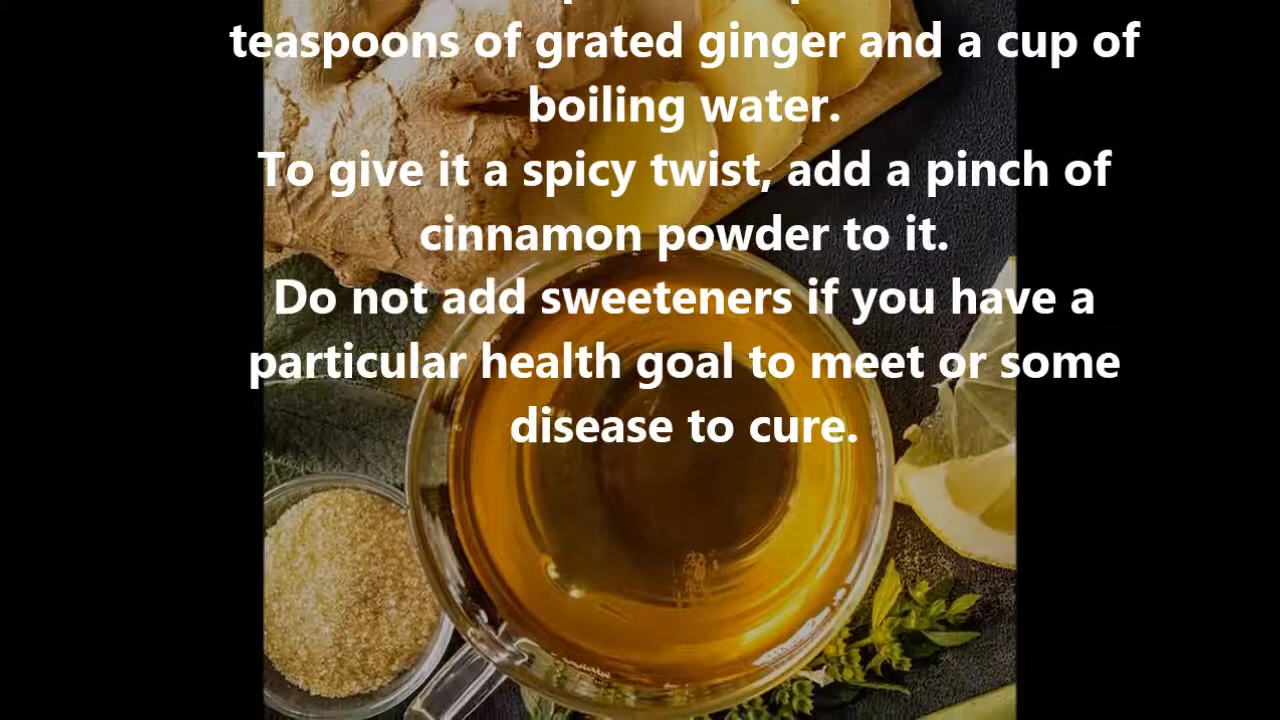 teaspoons of grated ginger and a cup of
boiling water.
To give it a spicy twist, add a pinch of
cinnamon powder to it.
Do not add sweeteners if you have a
particular health goal to meet or some
disease to cure.